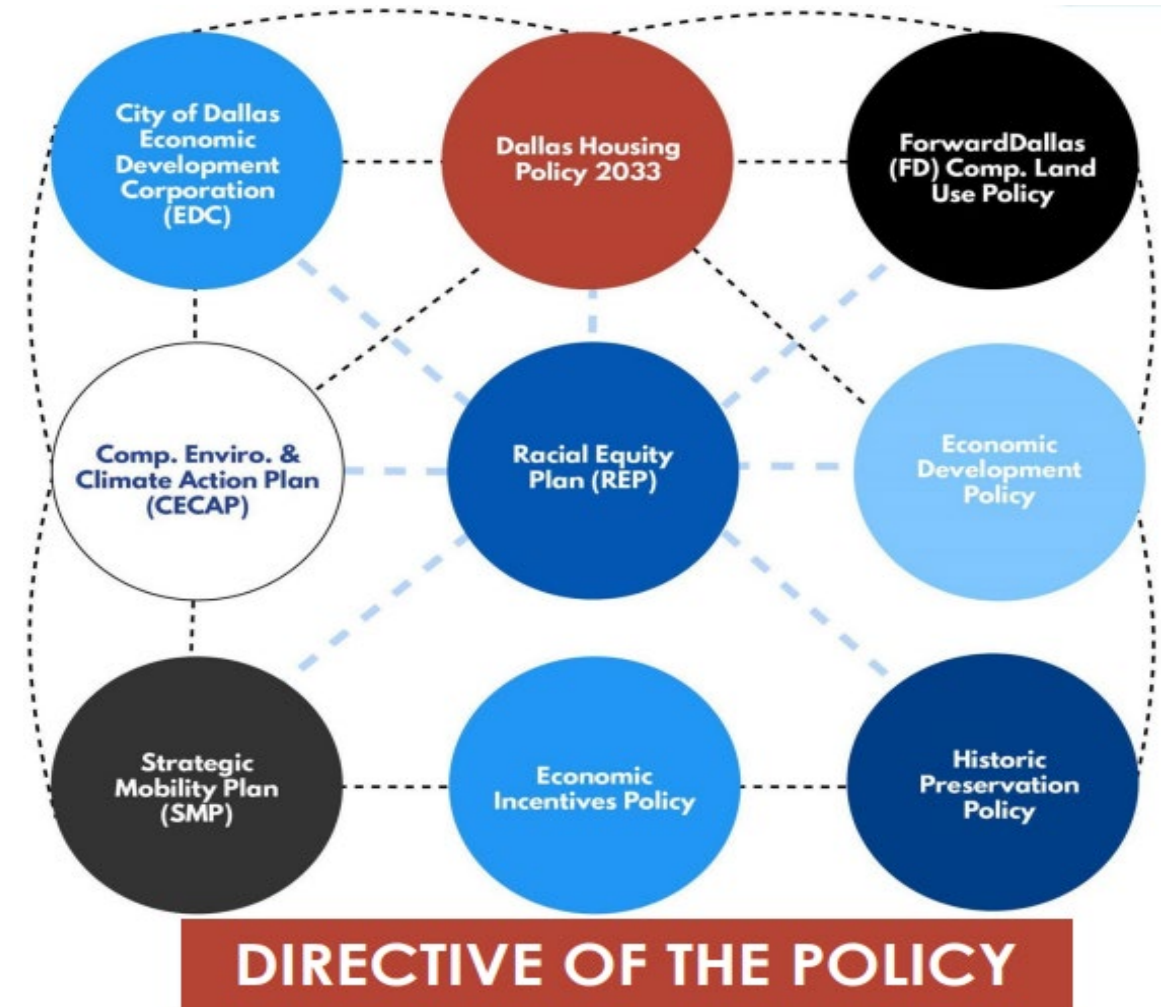 City of Dallas
Economic
Development
Corporation
(EDC)
Dallas Housing
Policy 2033
ForwardDallas
(FD) Comp. Land
Use Policy
Comp. Enviro. &
Climate Action Plan
(CECAP)
Racial Equity
Plan (REP)
Economic
Development
Policy
Strategic
Mobility Plan
(SMP)
Economic
Incentives Policy
Historic
Preservation
Policy
DIRECTIVE OF THE POLICY